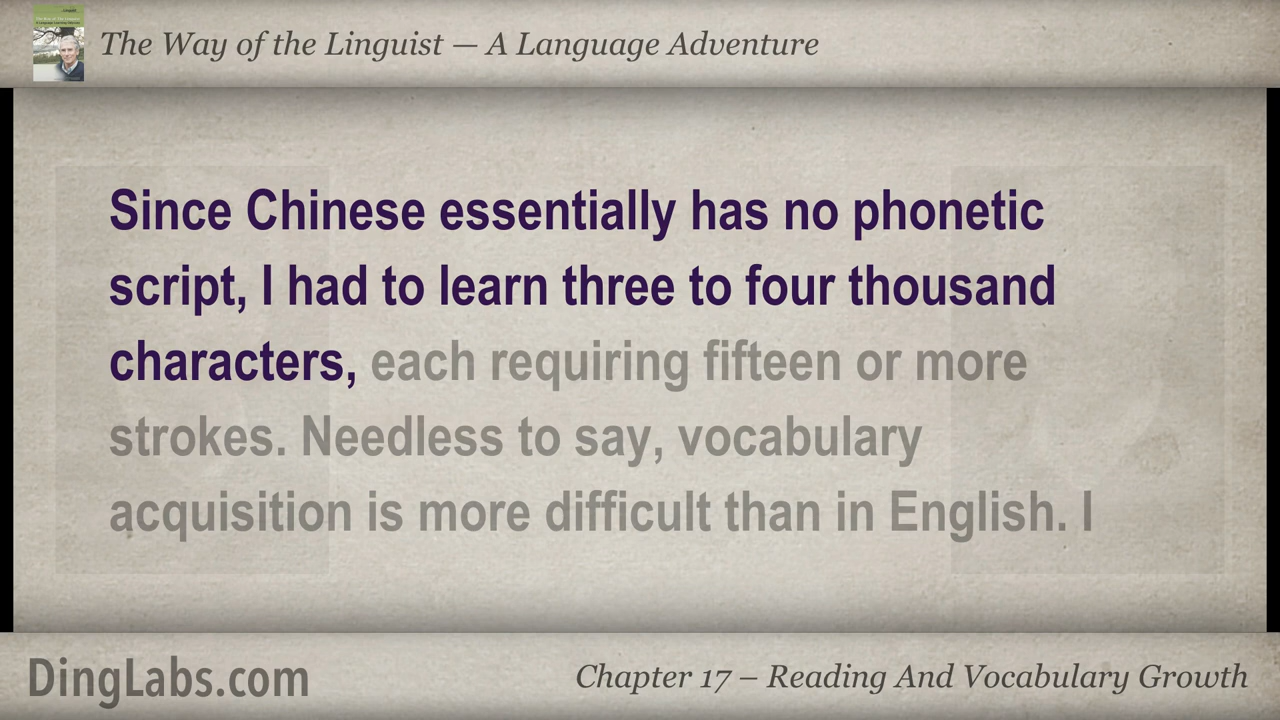 The Way of the Linguist — A Language Adventure
Since Chinese essentially has no phonetic
script, I had to learn three to four thousand
characters, each requiring fifteen or more
strokes. Needless to say, vocabulary
acquisition is more difficult than in English. I
DingLabs.com
Chapter 17 – Reading And Vocabulary Growth